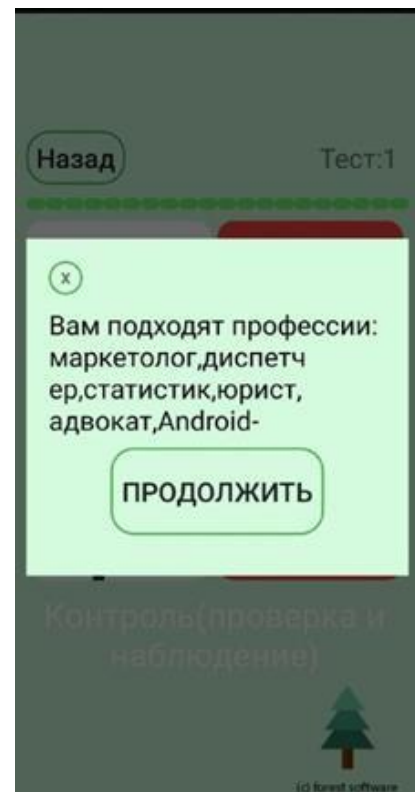 Назад
Тест:1
x
Вам подходят профессии:
маркетолог,диспетч
ер,статистик,юрист,
адвокат,Android-
ПРОДОЛЖИТЬ
Контроль(проверка и
наблюдение)
(c) forest software